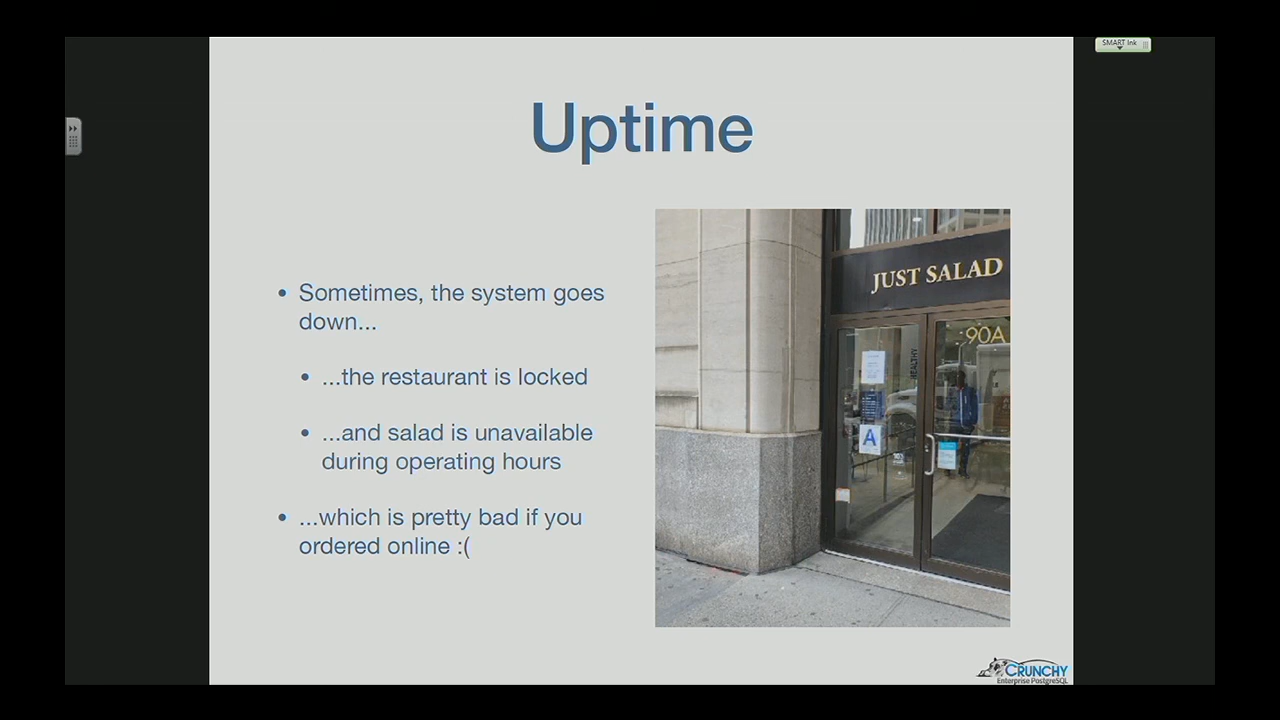 SMART Ink
Uptime
• Sometimes, the system goes
down...
• ...the restaurant is locked
• ...and salad is unavailable
during operating hours
• ...which is pretty bad if you
ordered online :(
JUST SALAD
90A
HEALTHY
A
CRUNCHY
Enterprise PostgreSQL